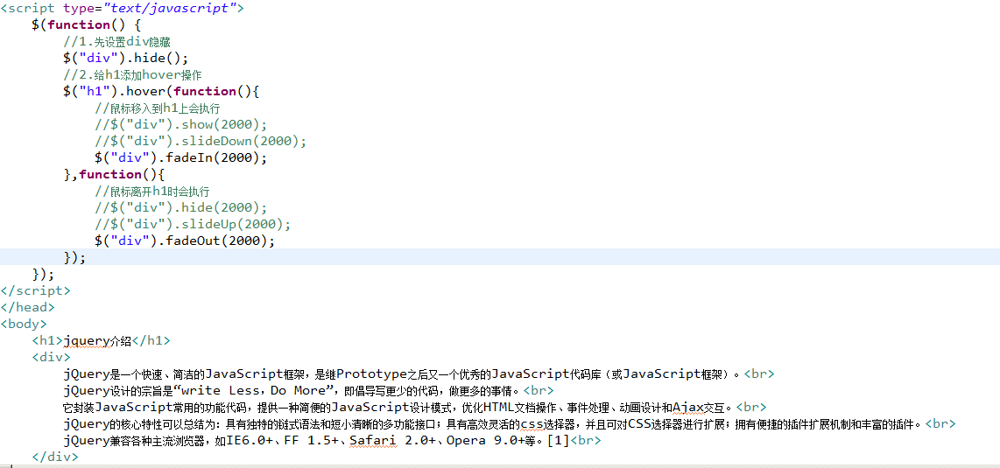 <script type="text/javascript">
    $(function() {
        //1.先设置div隐藏
        $("div").hide();
        //2.给h1添加hover操作
        $("h1").hover(function(){
            //鼠标移入到h1上会执行
            //$("div").show(2000);
            //$("div").slideDown(2000);
            $("div").fadeIn(2000);
        },function(){
            //鼠标离开h1时会执行
            //$("div").hide(2000);
            //$("div").slideUp(2000);
            $("div").fadeOut(2000);
        });
    });
</script>
</head>
<body>
    <h1>jquery介绍</h1>
    <div>
        jQuery是一个快速、简洁的JavaScript框架，是继Prototype之后又一个优秀的JavaScript代码库（或JavaScript框架）。<br>
        jQuery设计的宗旨是“write Less，Do More”，即倡导写更少的代码，做更多的事情。<br>
        它封装JavaScript常用的功能代码，提供一种简便的JavaScript设计模式，优化HTML文档操作、事件处理、动画设计和Ajax交互。<br>
        jQuery的核心特性可以总结为：具有独特的链式语法和短小清晰的多功能接口；具有高效灵活的css选择器，并且可对CSS选择器进行扩展；拥有便捷的插件扩展机制和丰富的插件。<br>
        jQuery兼容各种主流浏览器，如IE6.0+、FF 1.5+、Safari 2.0+、Opera 9.0+等。[1]<br>
    </div>